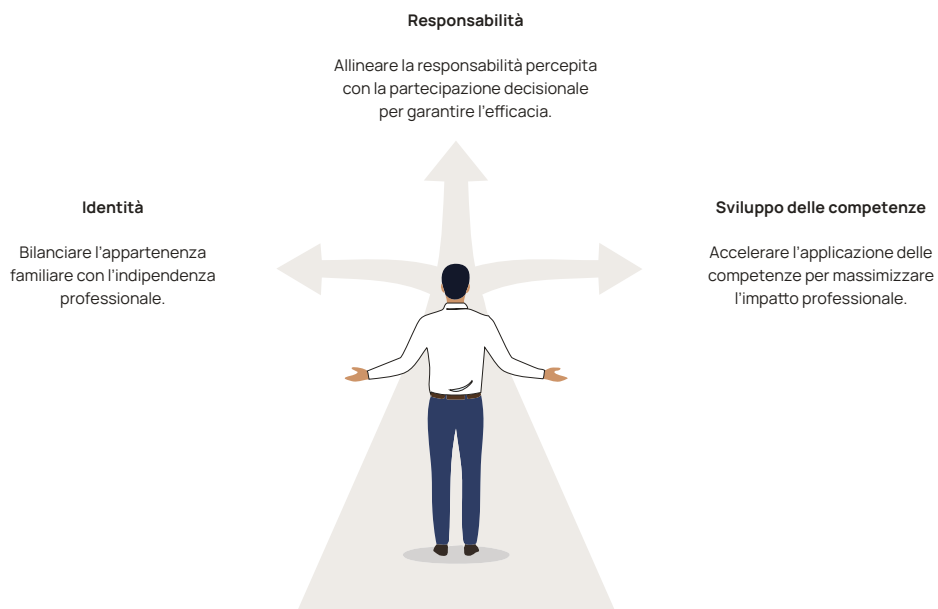 Responsabilità
Allineare la responsabilità percepita
con la partecipazione decisionale
per garantire l'efficacia.
Identità
Bilanciare l'appartenenza
familiare con l'indipendenza
professionale.
Sviluppo delle competenze
Accelerare l'applicazione delle
competenze per massimizzare
l'impatto professionale.